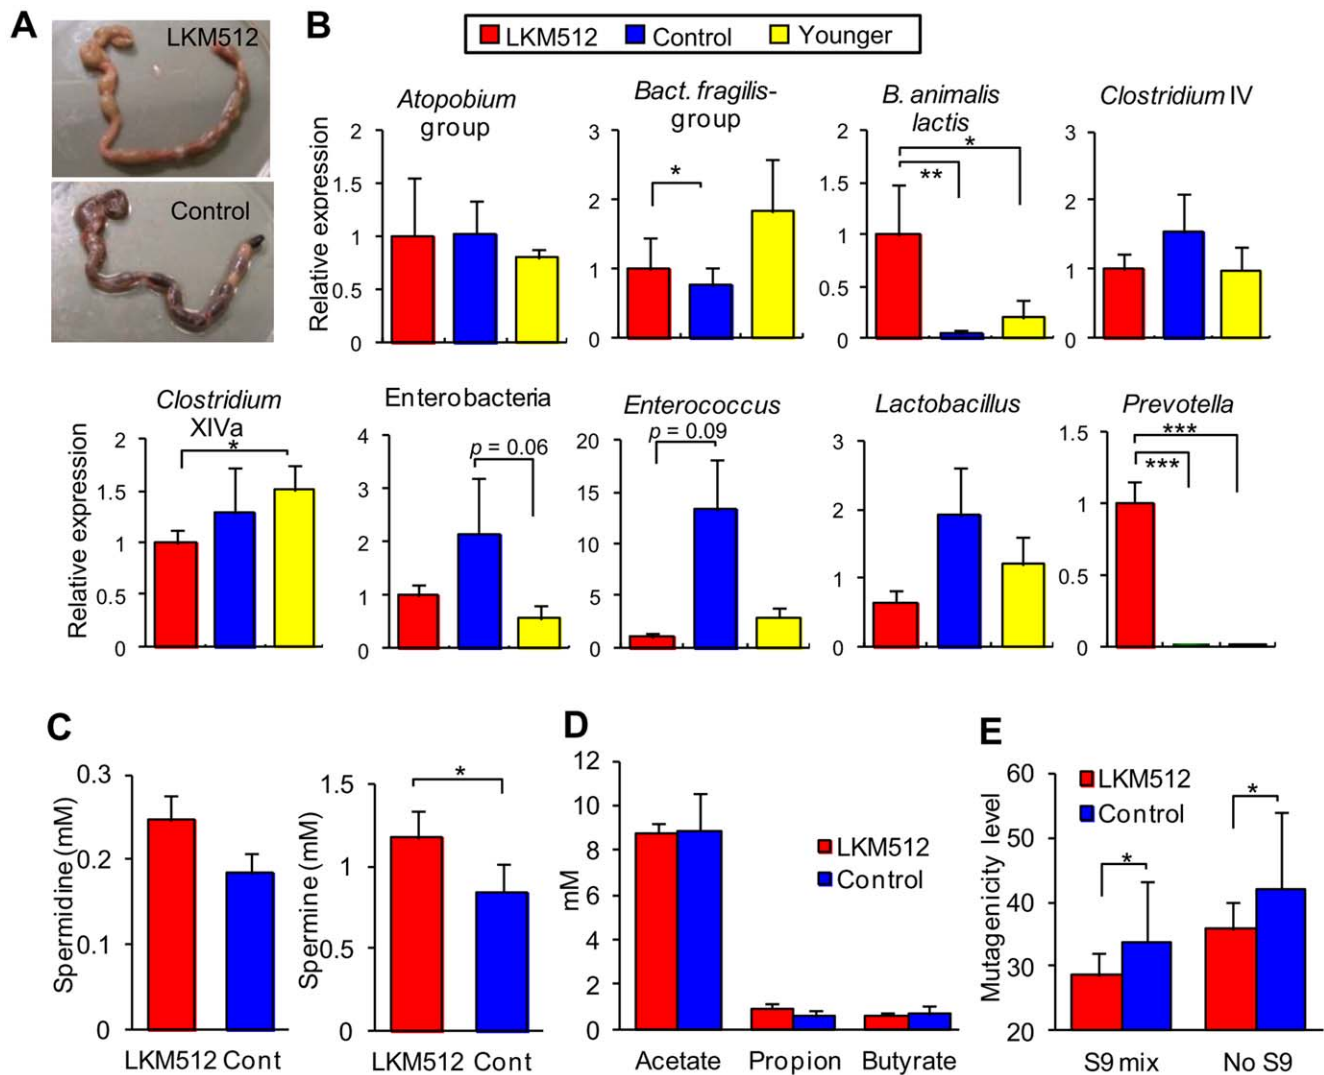 A
LKM512
Control
B
LKM512 Control Younger
Atopobium
group
Relative expression
2
1.5
1
0.5
0
Bact. fragilis-
group
3
2
1
0
*
B. animalis
lactis
2
1.5
1
0.5
0
*
**
Clostridium IV
3
2
1
0
Clostridium
XIVa
Relative expression
2
1.5
1
0.5
0
*
Enterobacteria
4
3
2
1
0
p = 0.06
Enterococcus
20
15
10
5
0
p = 0.09
Lactobacillus
3
2
1
0
Prevotella
1.5
1
0.5
0
***
***
C
Spermidine (mM)
0.3
0.2
0.1
0
LKM512 Cont
Spermine (mM)
1.5
1
0.5
0
*
LKM512 Cont
D
mM
12
10
8
6
4
2
0
LKM512
Control
Acetate Propion Butyrate
E
Mutagenicity level
60
50
40
30
20
LKM512
Control
*
*
S9 mix No S9